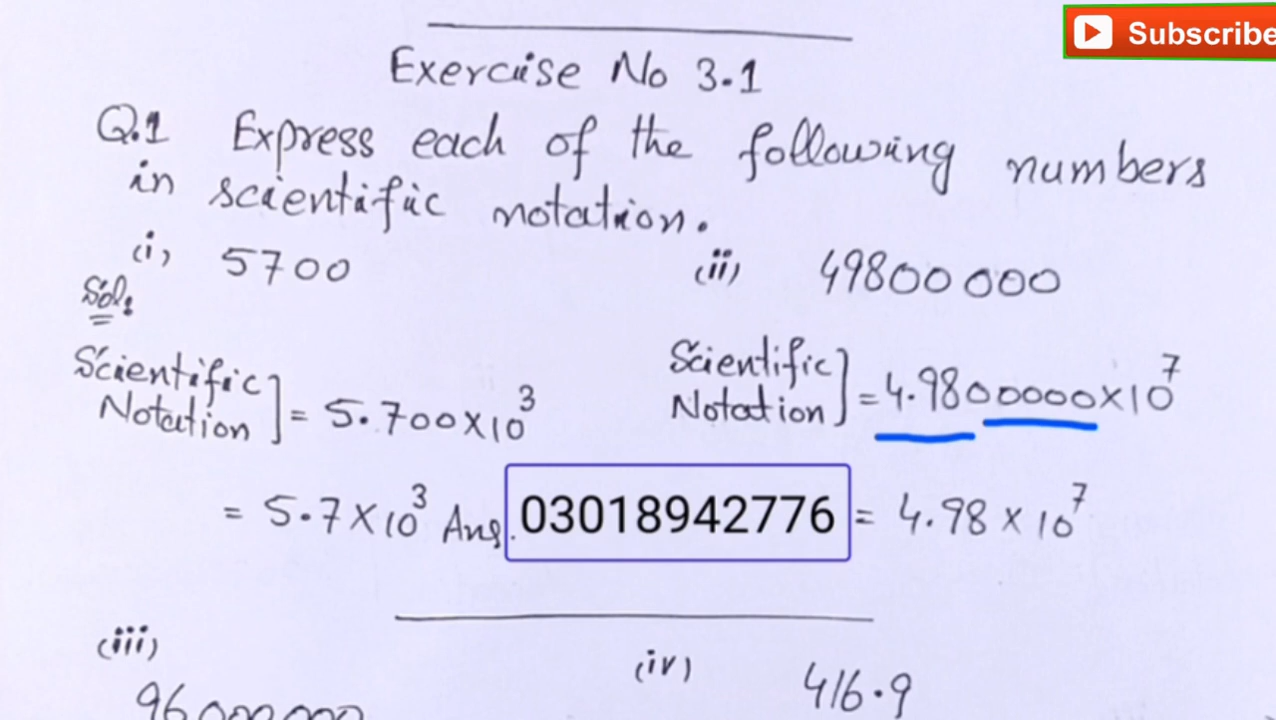 Subscribe
Exercise No 3.1
Q.1 Express each of the following numbers
in scientific notation.
(i) 5700
(ii) 49800000
Sol:
Scientific
Notation ] = 5.700×10³
Scientific
Notation ] = 4.9800000×10⁷
= 5.7×10³ Ans.
03018942776
= 4.98×10⁷
(iii)
(iv) 416.9
96000000